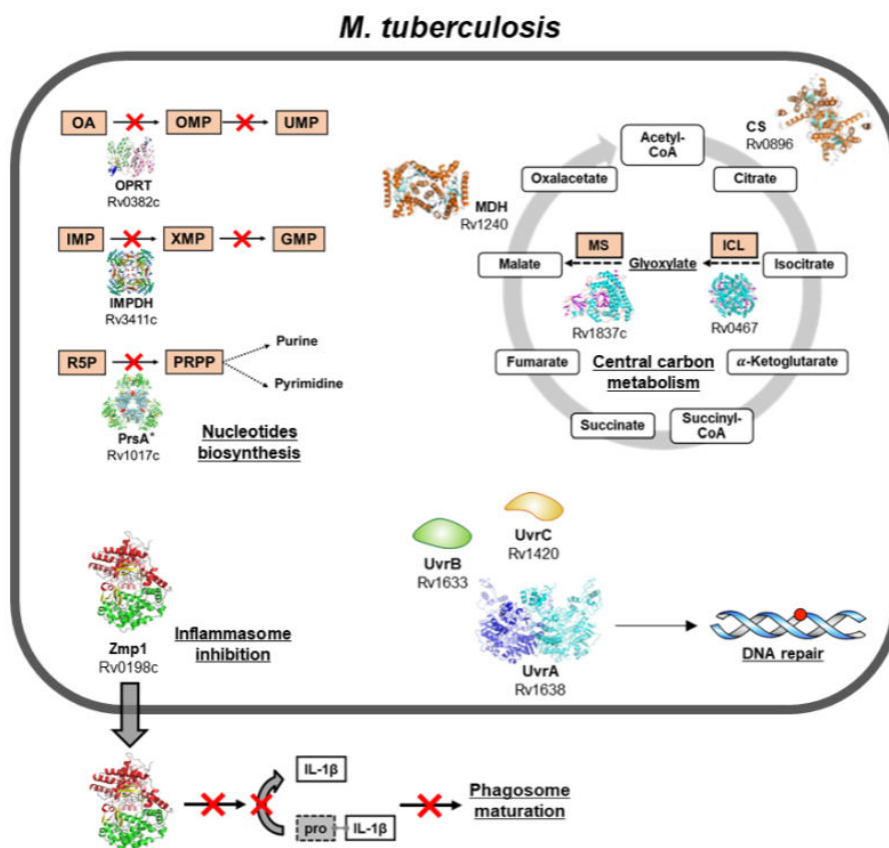 M. tuberculosis
OA
OMP
UMP
OPRT
Rv0382c
IMP
XMP
GMP
IMPDH
Rv3411c
R5P
PRPP
Purine
Pyrimidine
PrsA*
Rv1017c
Nucleotides
biosynthesis
Acetyl-
CoA
CS
Rv0896
Oxalacetate
Citrate
MDH
Rv1240
MS
ICL
Malate
Glyoxylate
Isocitrate
Rv1837c
Rv0467
Fumarate
Central carbon
metabolism
α-Ketoglutarate
Succinate
Succinyl-
CoA
UvrC
Rv1420
UvrB
Rv1633
UvrA
Rv1638
DNA repair
Zmp1
Rv0198c
Inflammasome
inhibition
IL-1β
pro
IL-1β
Phagosome
maturation